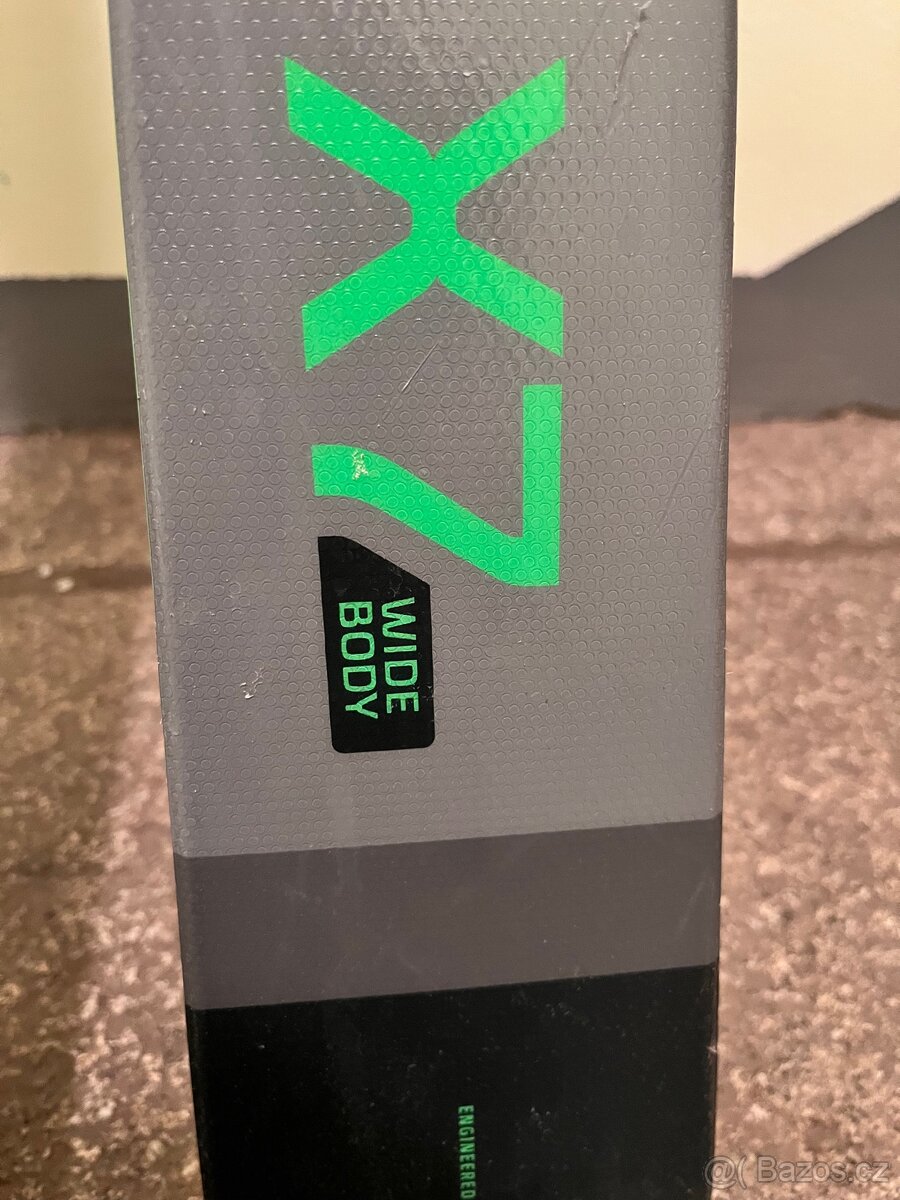 X7
WIDE
BODY
ENGINEERED
@( Bazos.cz